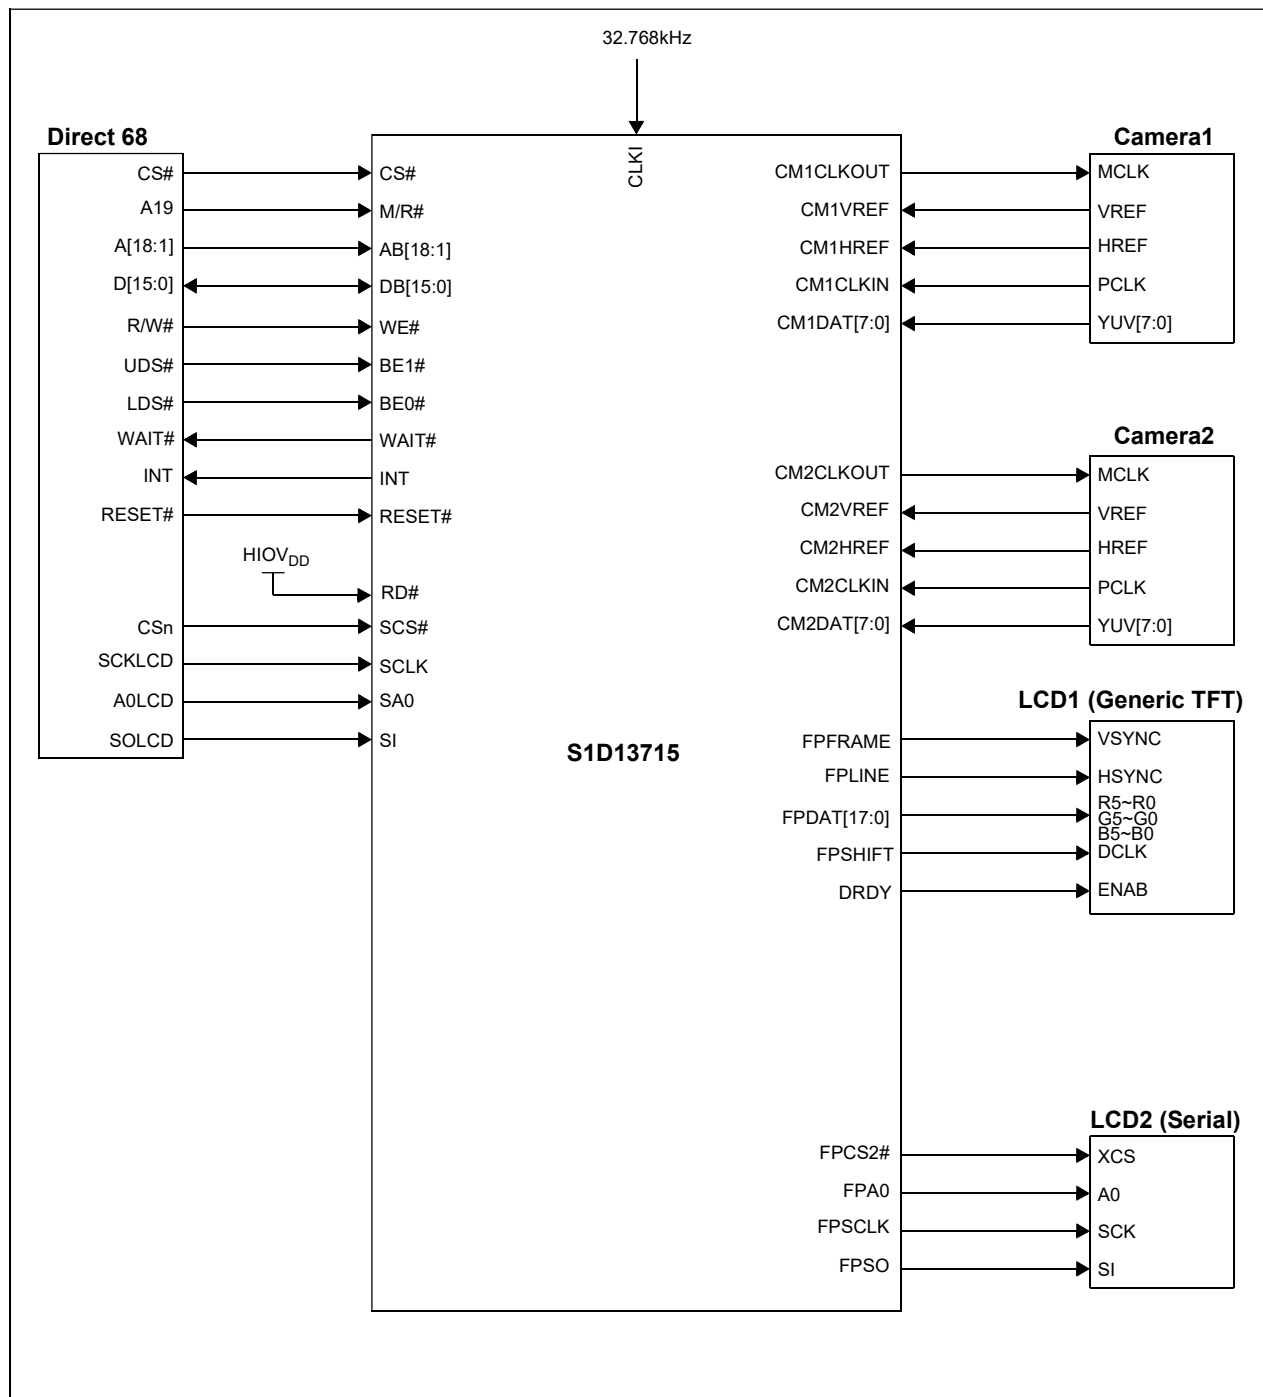 32.768kHz
CLKI
Direct 68
CS#
A19
A[18:1]
D[15:0]
R/W#
UDS#
LDS#
WAIT#
INT
RESET#
HIOVDD
CSn
SCKLCD
A0LCD
SOLCD
CS#
M/R#
AB[18:1]
DB[15:0]
WE#
BE1#
BE0#
WAIT#
INT
RESET#
RD#
SCS#
SCLK
SA0
SI
S1D13715
CM1CLKOUT
CM1VREF
CM1HREF
CM1CLKIN
CM1DAT[7:0]
CM2CLKOUT
CM2VREF
CM2HREF
CM2CLKIN
CM2DAT[7:0]
FPFRAME
FPLINE
FPDAT[17:0]
FPSHIFT
DRDY
FPCS2#
FPA0
FPSCLK
FPSO
Camera1
MCLK
VREF
HREF
PCLK
YUV[7:0]
Camera2
MCLK
VREF
HREF
PCLK
YUV[7:0]
LCD1 (Generic TFT)
VSYNC
HSYNC
R5~R0
G5~G0
B5~B0
DCLK
ENAB
LCD2 (Serial)
XCS
A0
SCK
SI